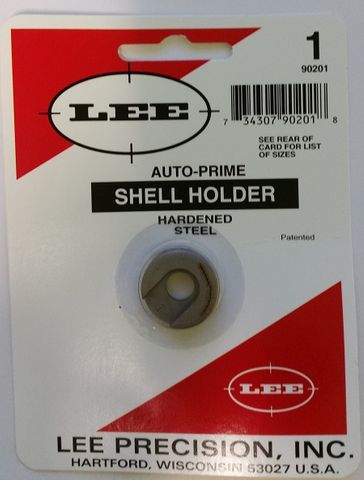 1
90201
LEE
7 34307 90201 8
SEE REAR OF
CARD FOR LIST
OF SIZES
AUTO-PRIME
SHELL HOLDER
HARDENED
STEEL
Patented
LEE
LEE PRECISION, INC.
HARTFORD, WISCONSIN 53027 U.S.A.